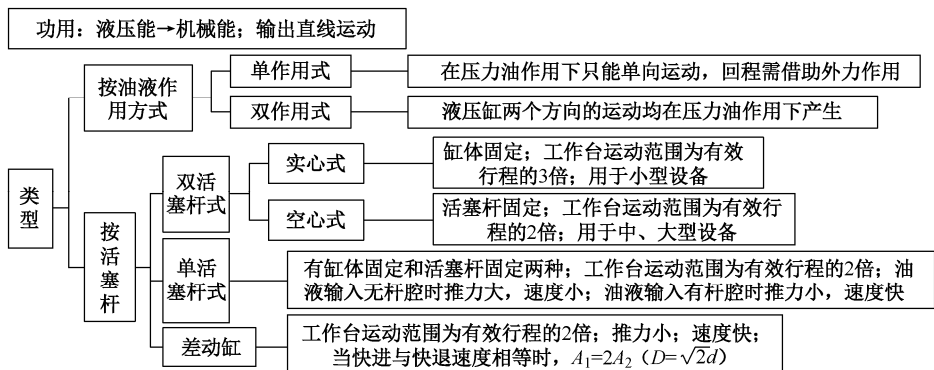 功用：液压能→机械能；输出直线运动
类型
按油液作
用方式
单作用式
在压力油作用下只能单向运动，回程需借助外力作用
双作用式
液压缸两个方向的运动均在压力油作用下产生
按活塞杆
双活
塞杆式
实心式
缸体固定；工作台运动范围为有效
行程的3倍；用于小型设备
空心式
活塞杆固定；工作台运动范围为有效行
程的2倍；用于中、大型设备
单活
塞杆式
有缸体固定和活塞杆固定两种；工作台运动范围为有效行程的2倍；油
液输入无杆腔时推力大，速度小；油液输入有杆腔时推力小，速度快
差动缸
工作台运动范围为有效行程的2倍；推力小；速度快；
当快进与快退速度相等时，A₁=2A₂（D=√2d）